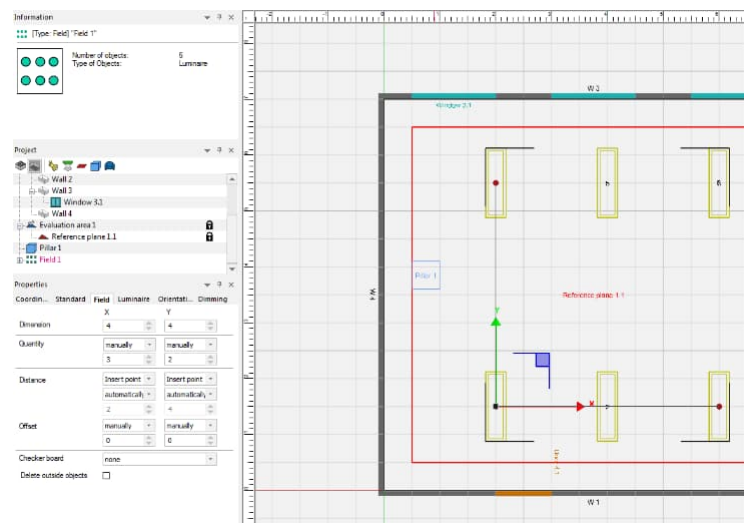 Information
[Type: Field] "Field 1"
Number of objects: 6
Type of Objects: Luminaire
Project
Wall 2
Wall 3
Window 3.1
Wall 4
Evaluation area 1
Reference plane 1.1
Pillar 1
Field 1
Properties
Coordin... Standard Field Luminaire Orientati... Dimming
X Y
Dimension 4 4
Quantity manually manually
3 2
Distance Insert point Insert point
automatically automatically
2 4
Offset manually manually
0 0
Checker board none
Delete outside objects
W 3
Window 3.1
W 4
Pillar 1
Reference plane 1.1
y
x
W 1